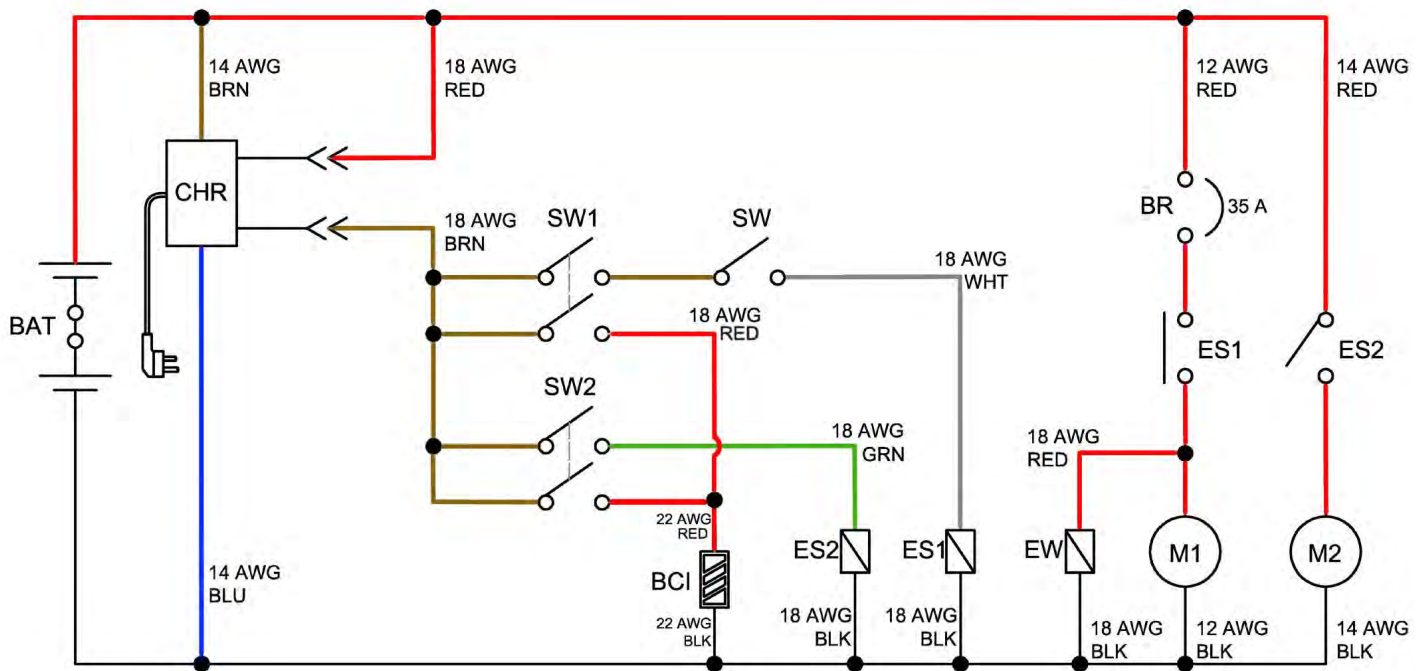 14 AWG
BRN
18 AWG
RED
12 AWG
RED
14 AWG
RED
CHR
BR
35 A
18 AWG
BRN
SW1
SW
18 AWG
WHT
BAT
18 AWG
RED
ES1
ES2
SW2
18 AWG
GRN
18 AWG
RED
22 AWG
RED
ES2
ES1
EW
M1
M2
BCI
14 AWG
BLU
22 AWG
BLK
18 AWG
BLK
18 AWG
BLK
18 AWG
BLK
12 AWG
BLK
14 AWG
BLK